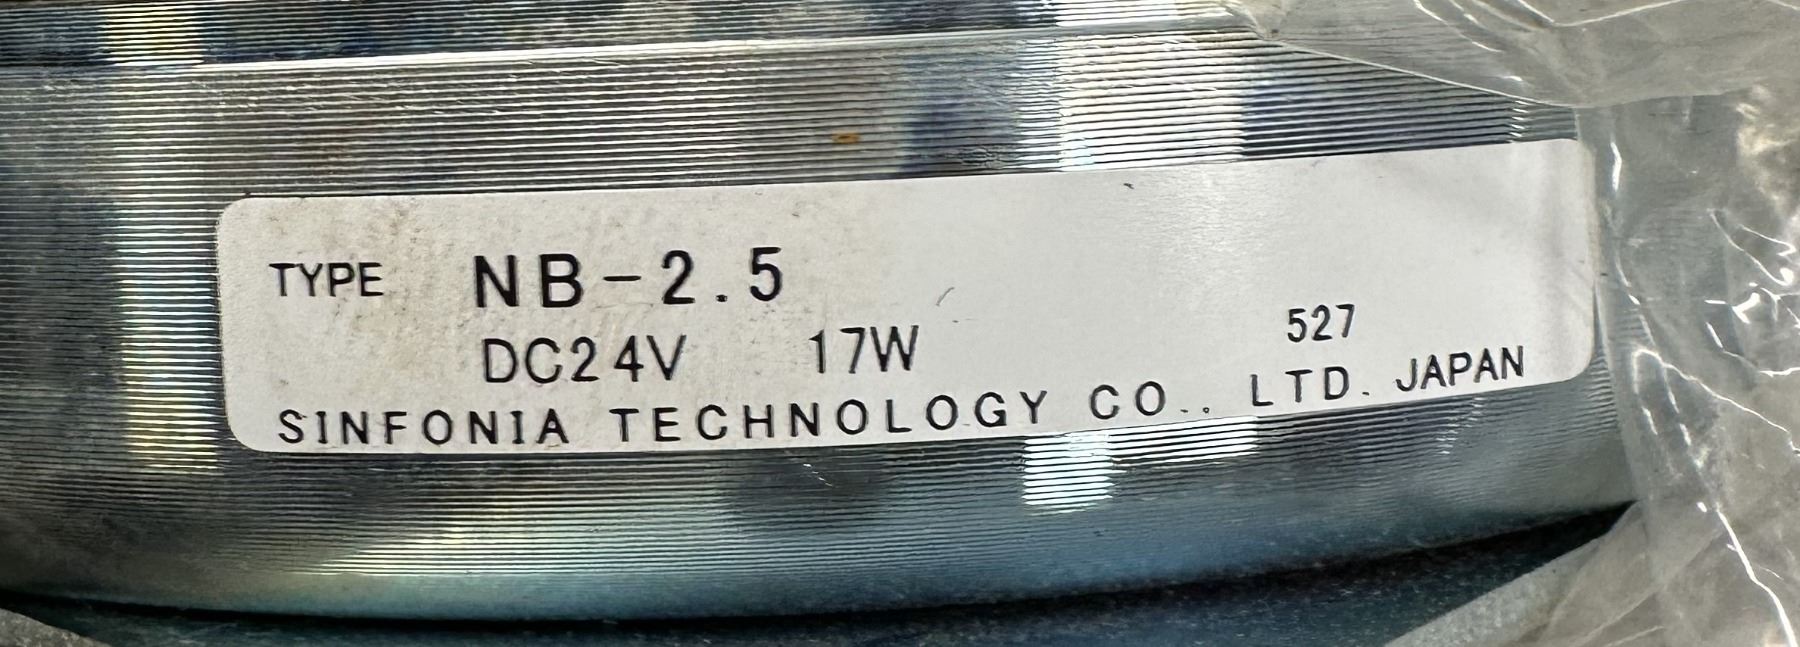 TYPE NB-2.5
DC24V 17W 527
SINFONIA TECHNOLOGY CO., LTD. JAPAN